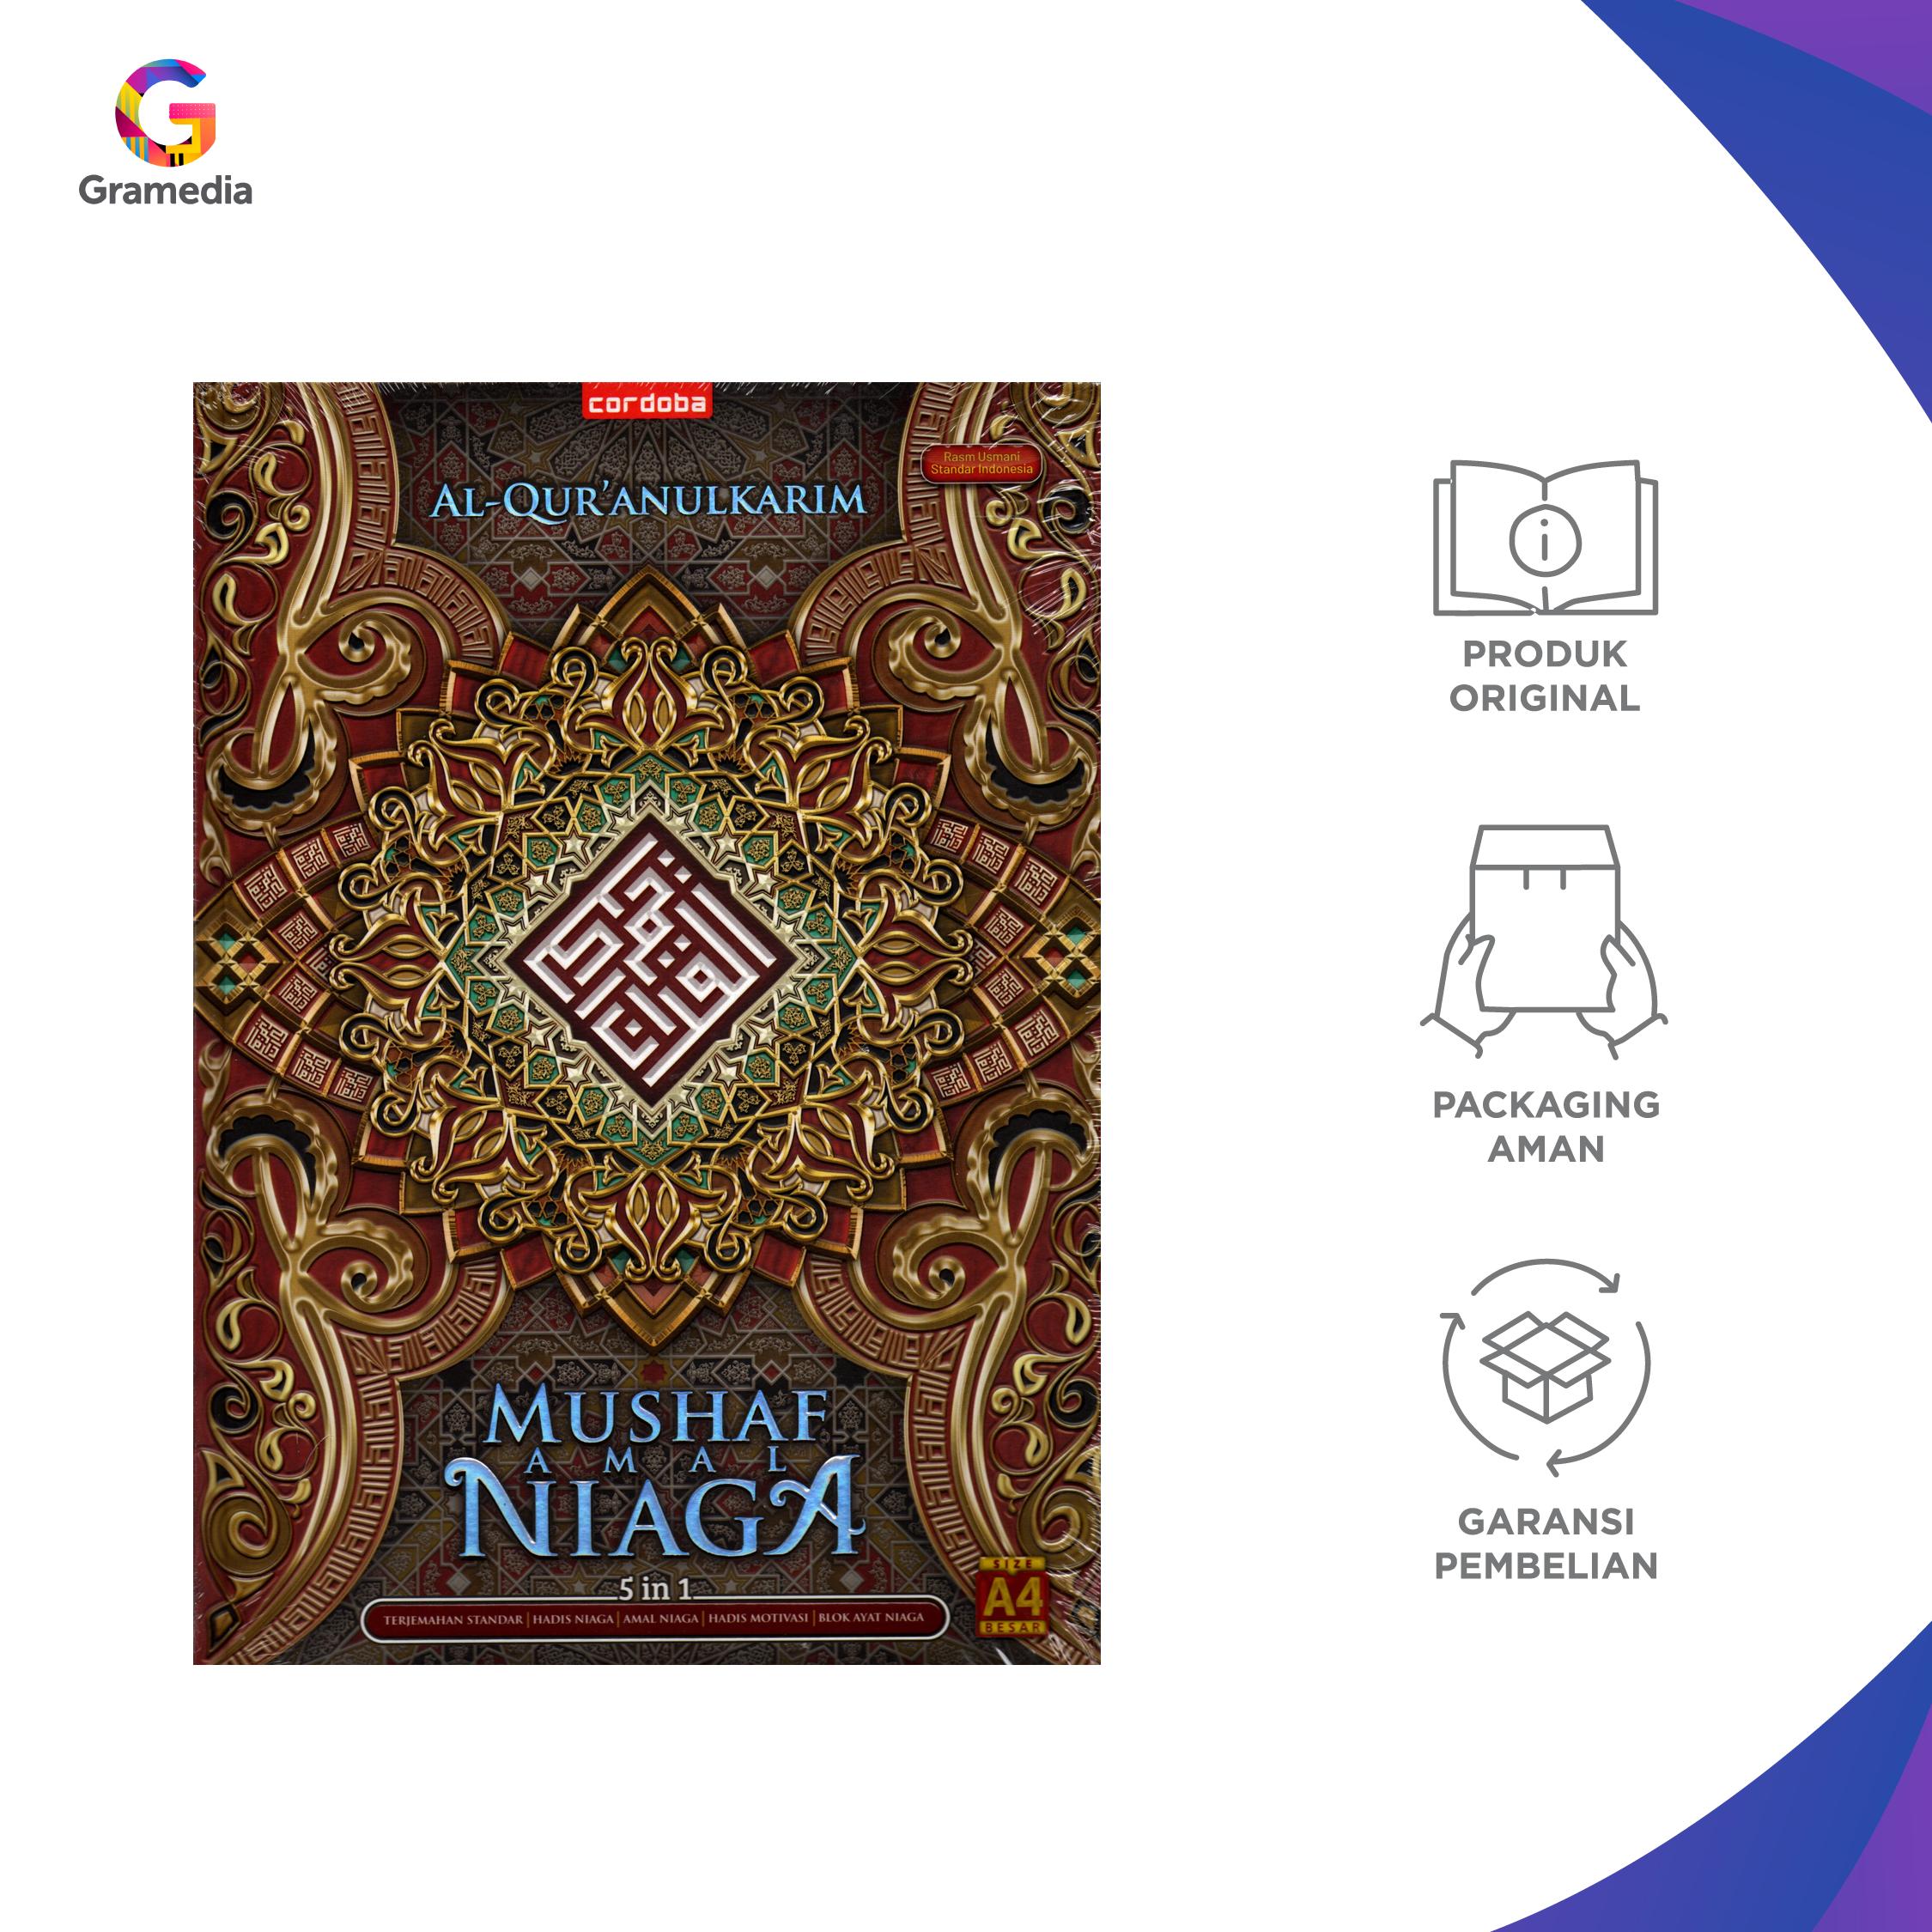 Gramedia
cordoba
Rasm Usmani
Standar Indonesia
AL-QUR'ANULKARIM
MUSHAF
AMAL
NIAGA
5 in 1
TERJEMAHAN STANDAR | HADIS NIAGA | AMAL NIAGA | HADIS MOTIVASI | BLOK AYAT NIAGA
SIZE
A4
BESAR
PRODUK
ORIGINAL
PACKAGING
AMAN
GARANSI
PEMBELIAN